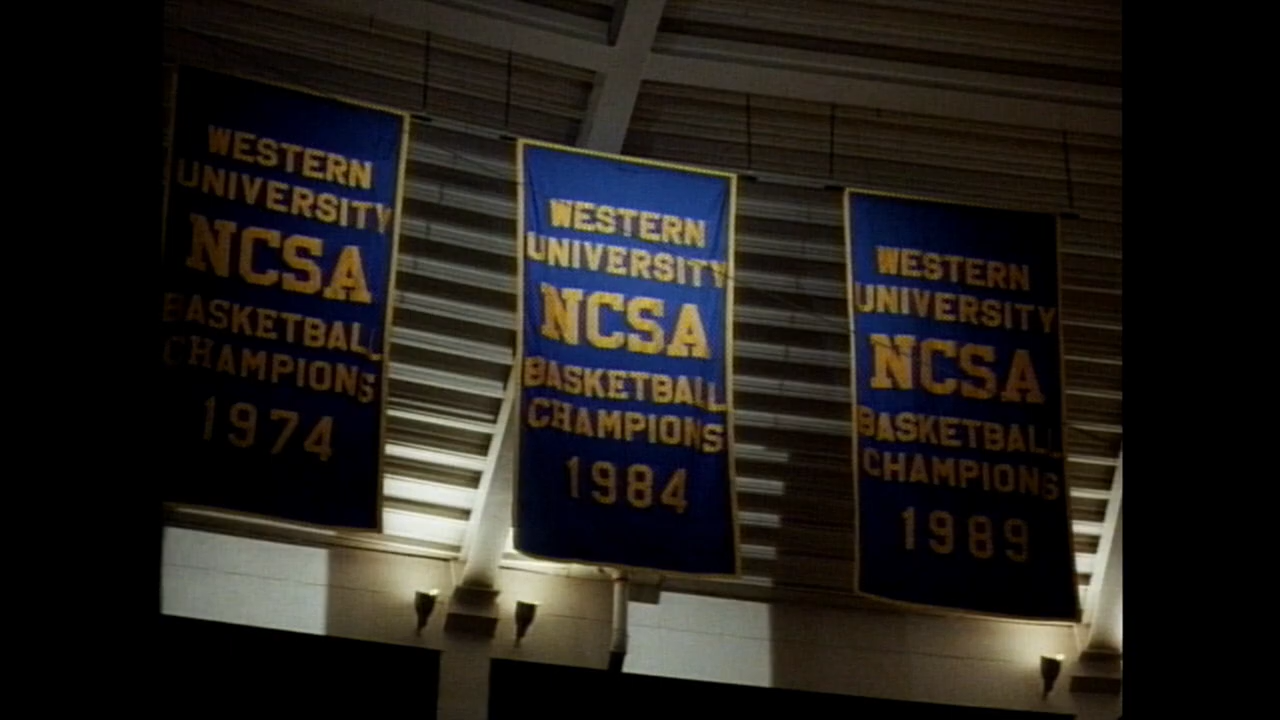 WESTERN
UNIVERSITY
NCSA
BASKETBALL
CHAMPIONS
1974
WESTERN
UNIVERSITY
NCSA
BASKETBALL
CHAMPIONS
1984
WESTERN
UNIVERSITY
NCSA
BASKETBALL
CHAMPIONS
1989